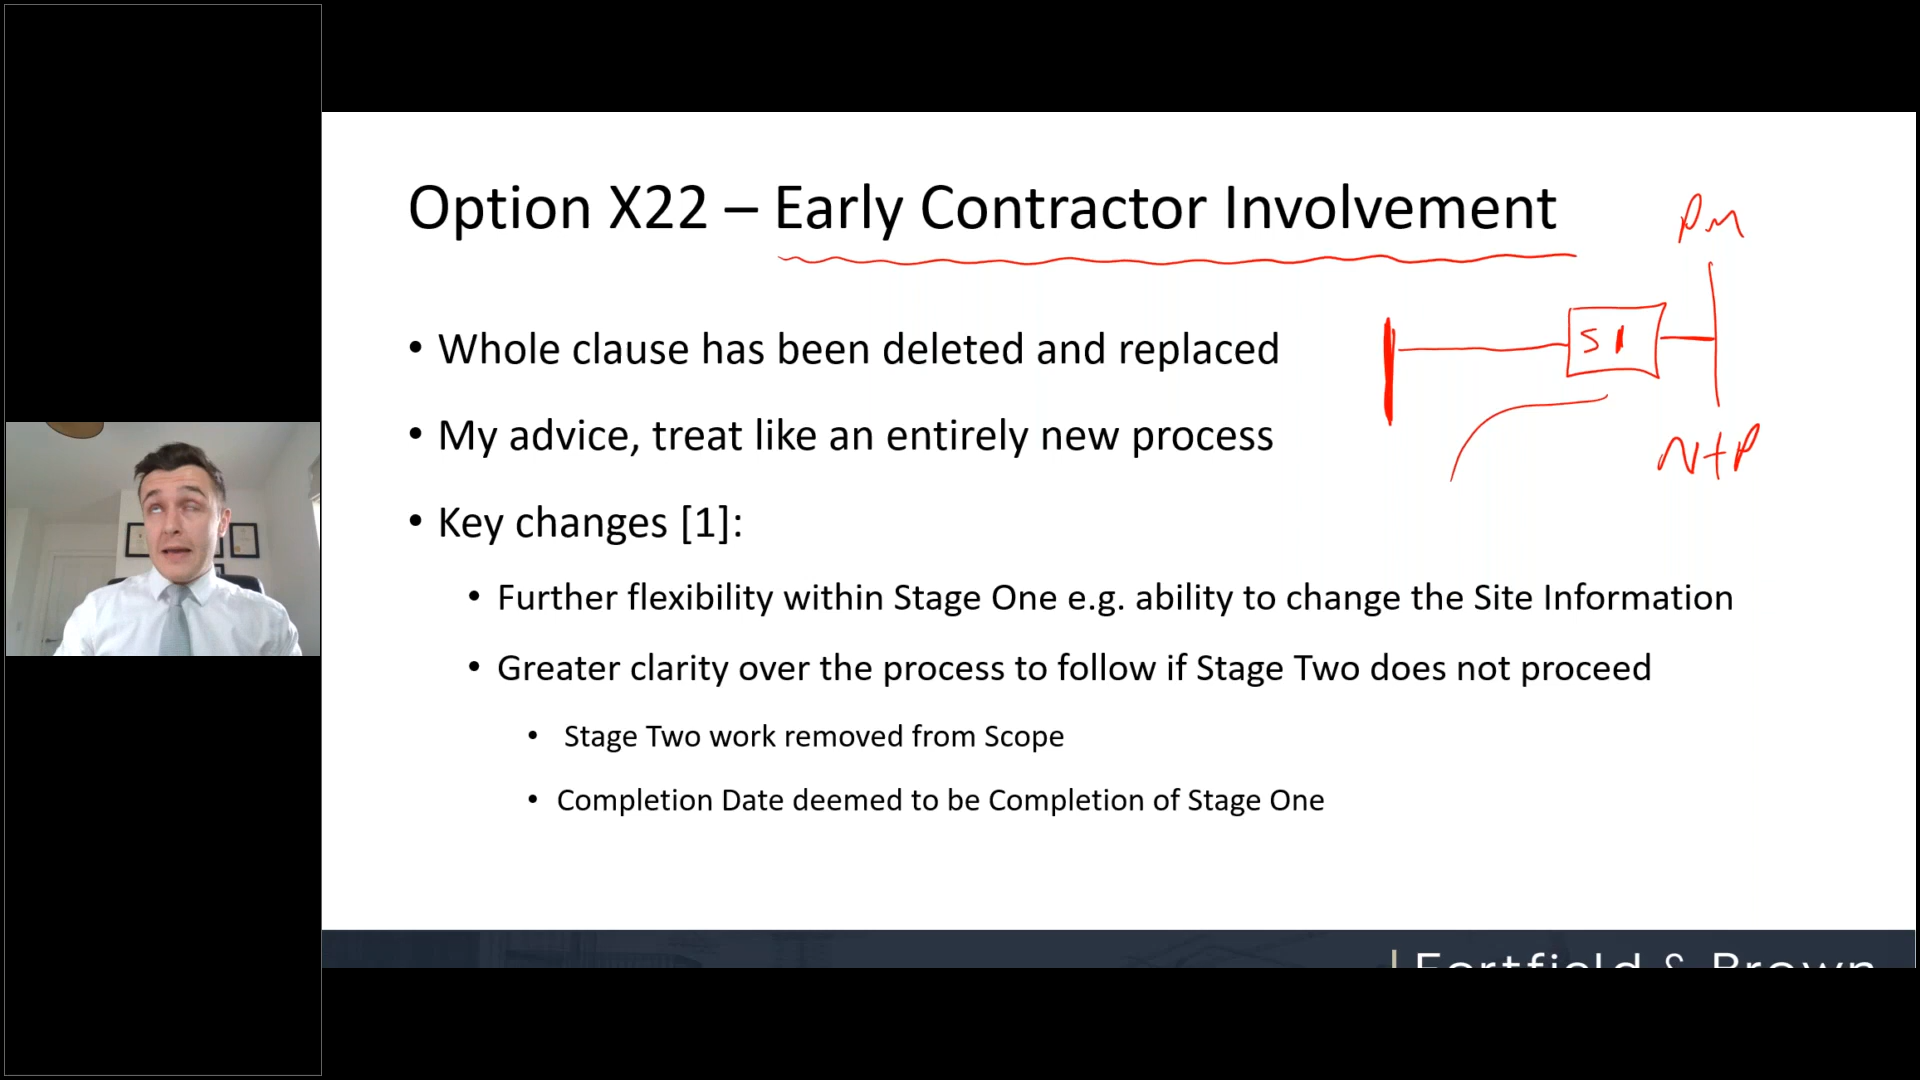 Option X22 – Early Contractor Involvement
PM
S1
NTP
• Whole clause has been deleted and replaced
• My advice, treat like an entirely new process
• Key changes [1]:
• Further flexibility within Stage One e.g. ability to change the Site Information
• Greater clarity over the process to follow if Stage Two does not proceed
• Stage Two work removed from Scope
• Completion Date deemed to be Completion of Stage One
Fortfield & Brown